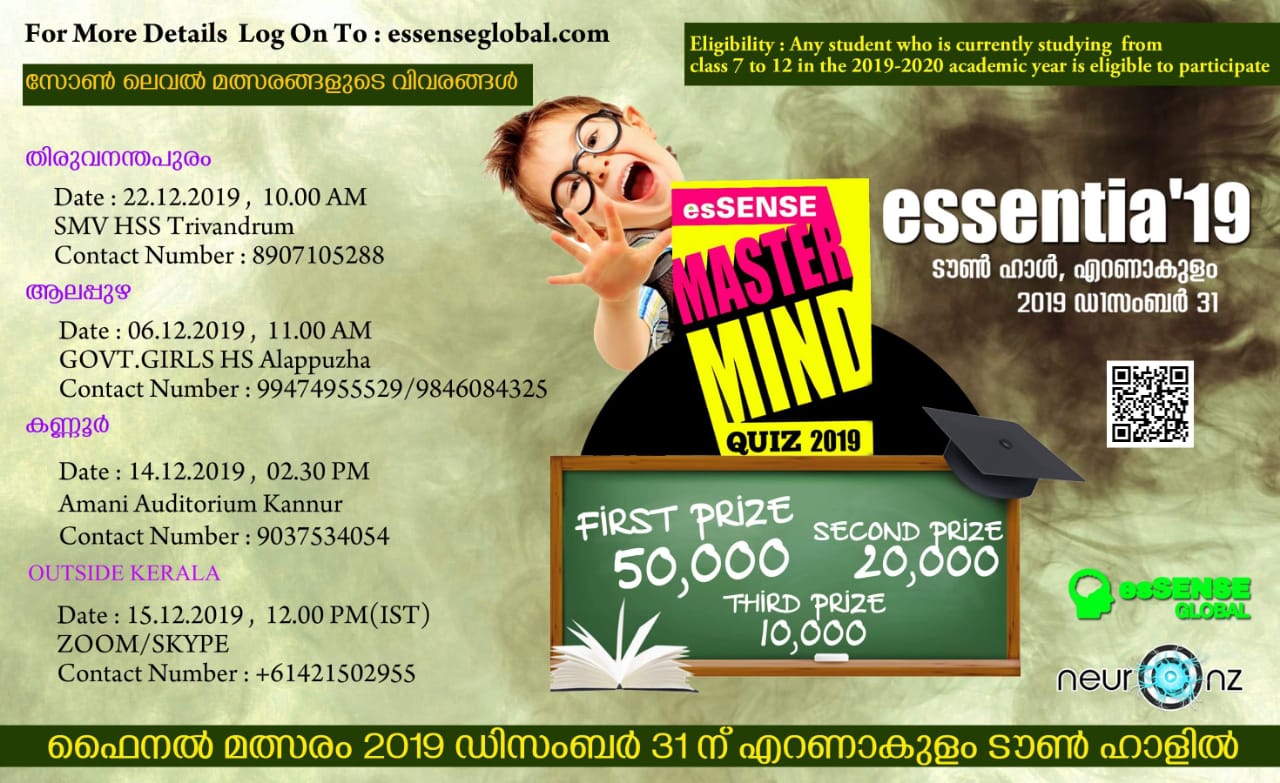 For More Details Log On To : essenseglobal.com
Eligibility : Any student who is currently studying from
class 7 to 12 in the 2019-2020 academic year is eligible to participate
സോൺ ലെവൽ മത്സരങ്ങളുടെ വിവരങ്ങൾ
തിരുവനന്തപുരം
Date : 22.12.2019 , 10.00 AM
SMV HSS Trivandrum
Contact Number : 8907105288
ആലപ്പുഴ
Date : 06.12.2019 , 11.00 AM
GOVT.GIRLS HS Alappuzha
Contact Number : 99474955529/9846084325
കണ്ണൂർ
Date : 14.12.2019 , 02.30 PM
Amani Auditorium Kannur
Contact Number : 9037534054
OUTSIDE KERALA
Date : 15.12.2019 , 12.00 PM(IST)
ZOOM/SKYPE
Contact Number : +61421502955
esSENSE
MASTER
MIND
QUIZ 2019
essentia'19
ടൗൺ ഹാൾ, എറണാകുളം
2019 ഡിസംബർ 31
FIRST PRIZE
50,000
SECOND PRIZE
20,000
THIRD PRIZE
10,000
esSENSE
GLOBAL
neuronz
ഫൈനൽ മത്സരം 2019 ഡിസംബർ 31 ന് എറണാകുളം ടൗൺ ഹാളിൽ